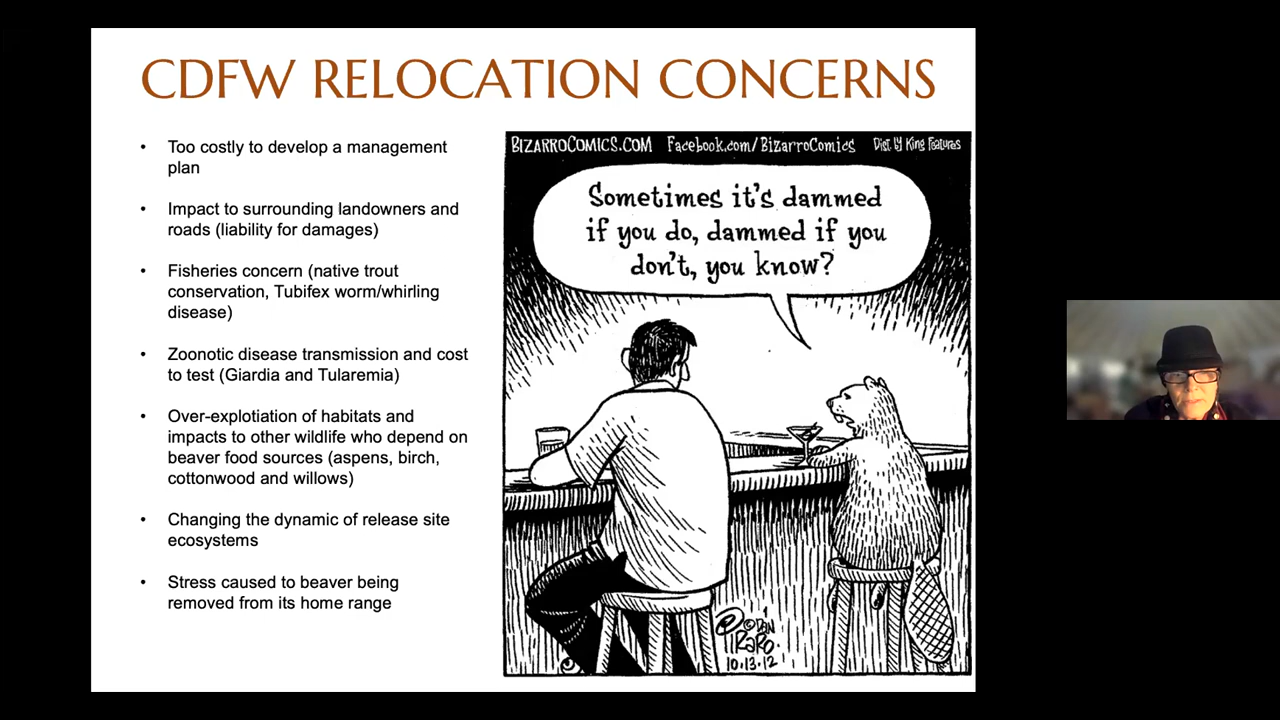 CDFW RELOCATION CONCERNS
• Too costly to develop a management
plan
• Impact to surrounding landowners and
roads (liability for damages)
• Fisheries concern (native trout
conservation, Tubifex worm/whirling
disease)
• Zoonotic disease transmission and cost
to test (Giardia and Tularemia)
• Over-explotiation of habitats and
impacts to other wildlife who depend on
beaver food sources (aspens, birch,
cottonwood and willows)
• Changing the dynamic of release site
ecosystems
• Stress caused to beaver being
removed from its home range
BIZARROCOMICS.COM Facebook.com/BizarroComics Dist. by King Features
Sometimes it's dammed
if you do, dammed if you
don't, you know?
© DAN
PIRARO
10.13.12